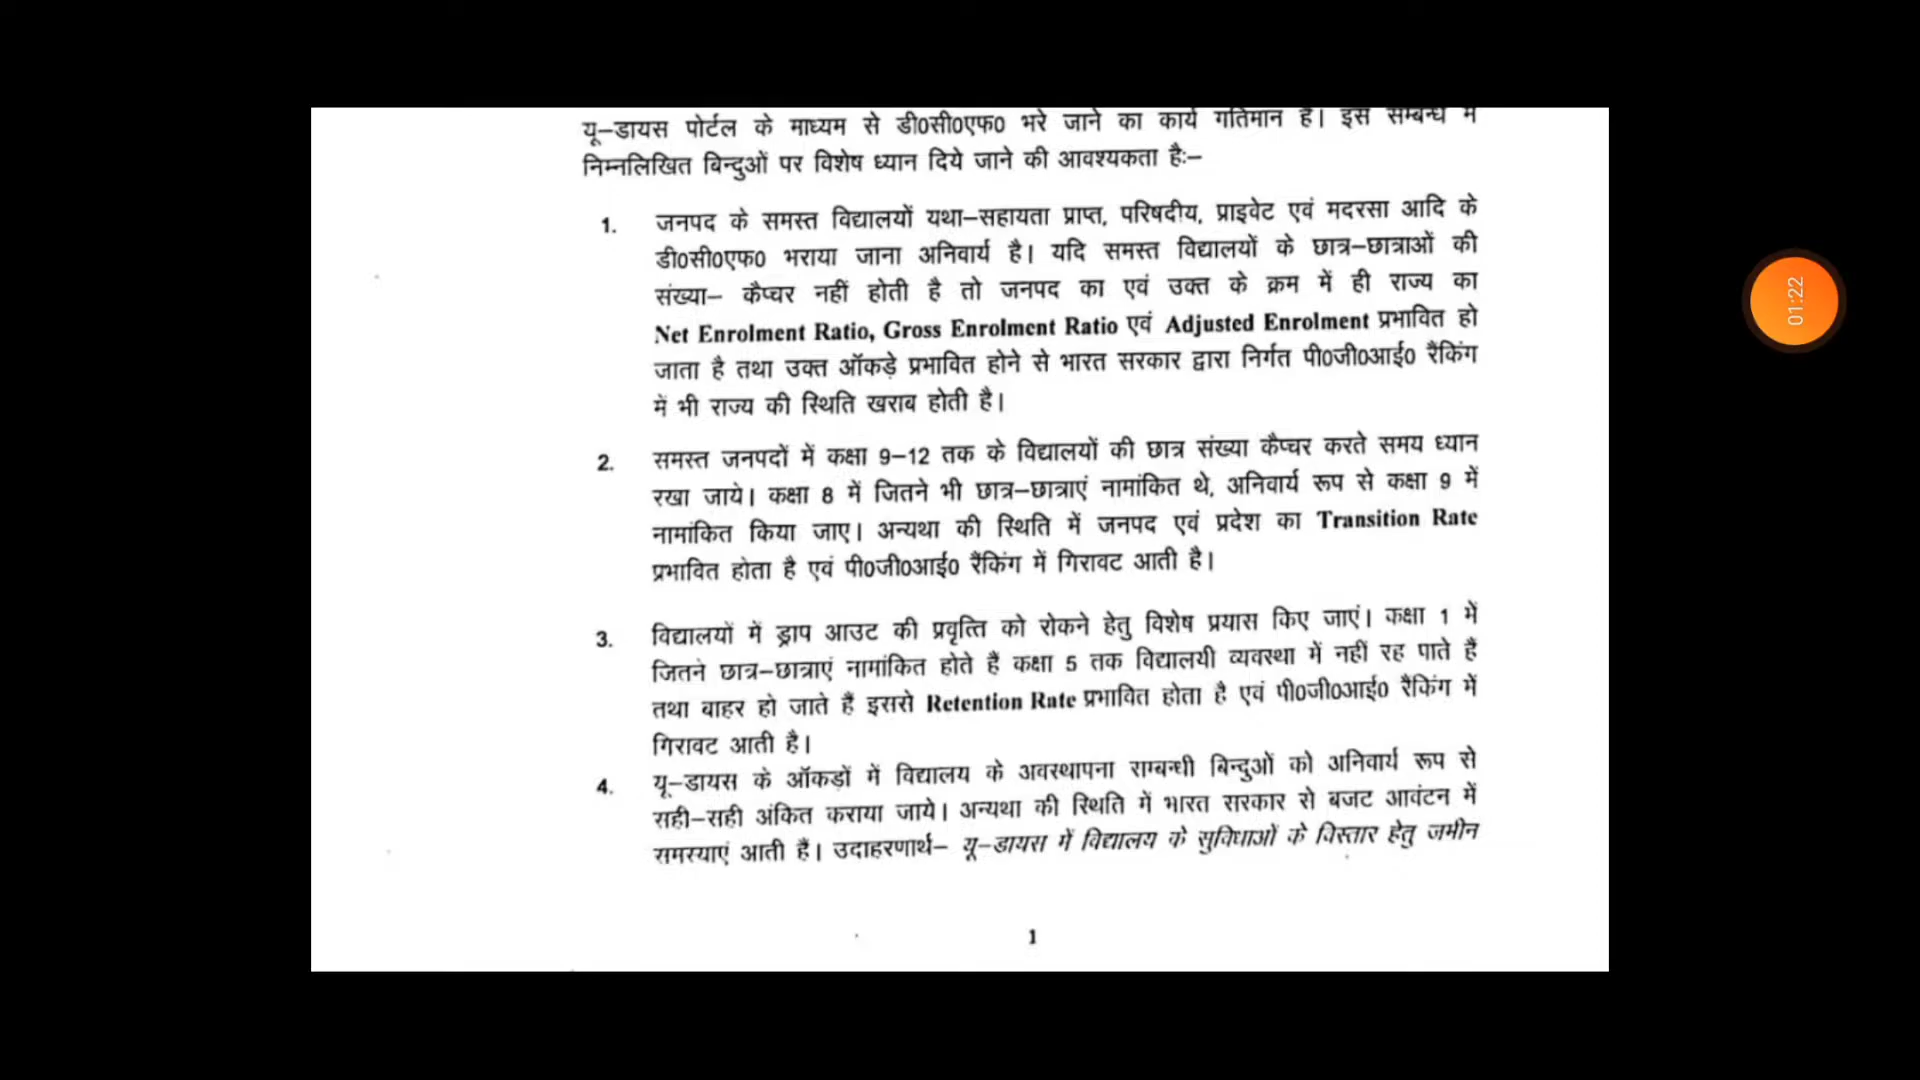 यू–डायस पोर्टल के माध्यम से डी0सी0एफ0 भरे जाने का कार्य गतिमान है। इस सम्बन्ध में
निम्नलिखित बिन्दुओं पर विशेष ध्यान दिये जाने की आवश्यकता हैः–
1. जनपद के समस्त विद्यालयों यथा–सहायता प्राप्त, परिषदीय, प्राइवेट एवं मदरसा आदि के
डी0सी0एफ0 भराया जाना अनिवार्य है। यदि समस्त विद्यालयों के छात्र–छात्राओं की
संख्या– कैप्चर नहीं होती है तो जनपद का एवं उक्त के क्रम में ही राज्य का
Net Enrolment Ratio, Gross Enrolment Ratio एवं Adjusted Enrolment प्रभावित हो
जाता है तथा उक्त ऑकड़े प्रभावित होने से भारत सरकार द्वारा निर्गत पी0जी0आई0 रैंकिंग
में भी राज्य की स्थिति खराब होती है।
2. समस्त जनपदों में कक्षा 9–12 तक के विद्यालयों की छात्र संख्या कैप्चर करते समय ध्यान
रखा जाये। कक्षा 8 में जितने भी छात्र–छात्राएं नामांकित थे, अनिवार्य रूप से कक्षा 9 में
नामांकित किया जाए। अन्यथा की स्थिति में जनपद एवं प्रदेश का Transition Rate
प्रभावित होता है एवं पी0जी0आई0 रैंकिंग में गिरावट आती है।
3. विद्यालयों में ड्राप आउट की प्रवृत्ति को रोकने हेतु विशेष प्रयास किए जाएं। कक्षा 1 में
जितने छात्र–छात्राएं नामांकित होते हैं कक्षा 5 तक विद्यालयी व्यवस्था में नहीं रह पाते हैं
तथा बाहर हो जाते हैं इससे Retention Rate प्रभावित होता है एवं पी0जी0आई0 रैंकिंग में
गिरावट आती है।
4. यू–डायस के ऑकड़ों में विद्यालय के अवस्थापना सम्बन्धी बिन्दुओं को अनिवार्य रूप से
सही–सही अंकित कराया जाये। अन्यथा की स्थिति में भारत सरकार से बजट आवंटन में
समस्याएं आती हैं। उदाहरणार्थ– यू–डायस में विद्यालय के सुविधाओं के विस्तार हेतु जमीन
1
01:22